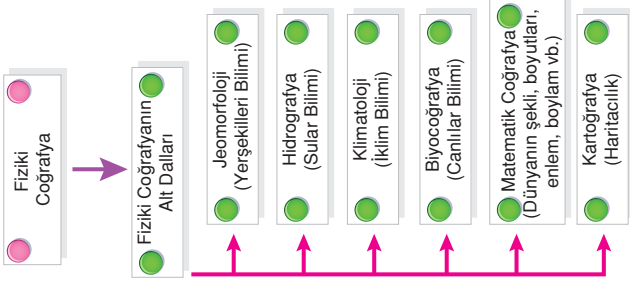 Fiziki
Coğrafya
Fiziki Coğrafyanın
Alt Dalları
Jeomorfoloji
(Yerşekilleri Bilimi)
Hidrografya
(Sular Bilimi)
Klimatoloji
(İklim Bilimi)
Biyocoğrafya
(Canlılar Bilimi)
Matematik Coğrafya
(Dünyanın şekli, boyutları,
enlem, boylam vb.)
Kartoğrafya
(Haritacılık)